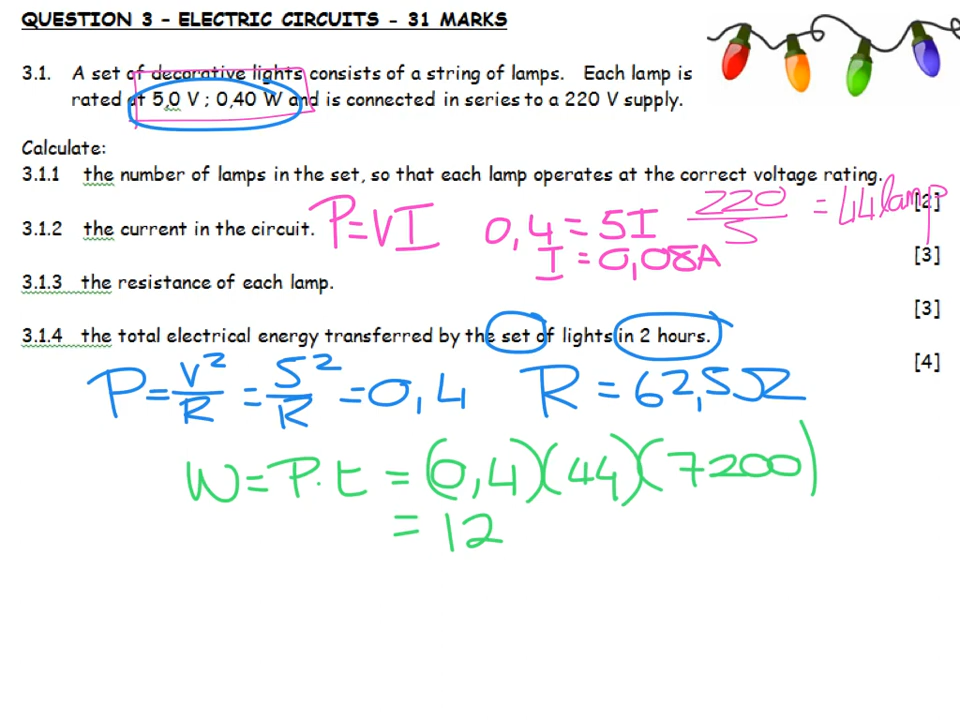 QUESTION 3 – ELECTRIC CIRCUITS - 31 MARKS
3.1. A set of decorative lights consists of a string of lamps. Each lamp is
rated at 5,0 V ; 0,40 W and is connected in series to a 220 V supply.
Calculate:
3.1.1 the number of lamps in the set, so that each lamp operates at the correct voltage rating.
[2]
220/5 = 44 lamp
3.1.2 the current in the circuit.
P=VI 0,4 = 5I
I = 0,08A
[3]
3.1.3 the resistance of each lamp.
[3]
3.1.4 the total electrical energy transferred by the set of lights in 2 hours.
[4]
P = V²/R = 5²/R = 0,4 R = 62,5Ω
W = P.t = (0,4)(44)(7200)
= 12